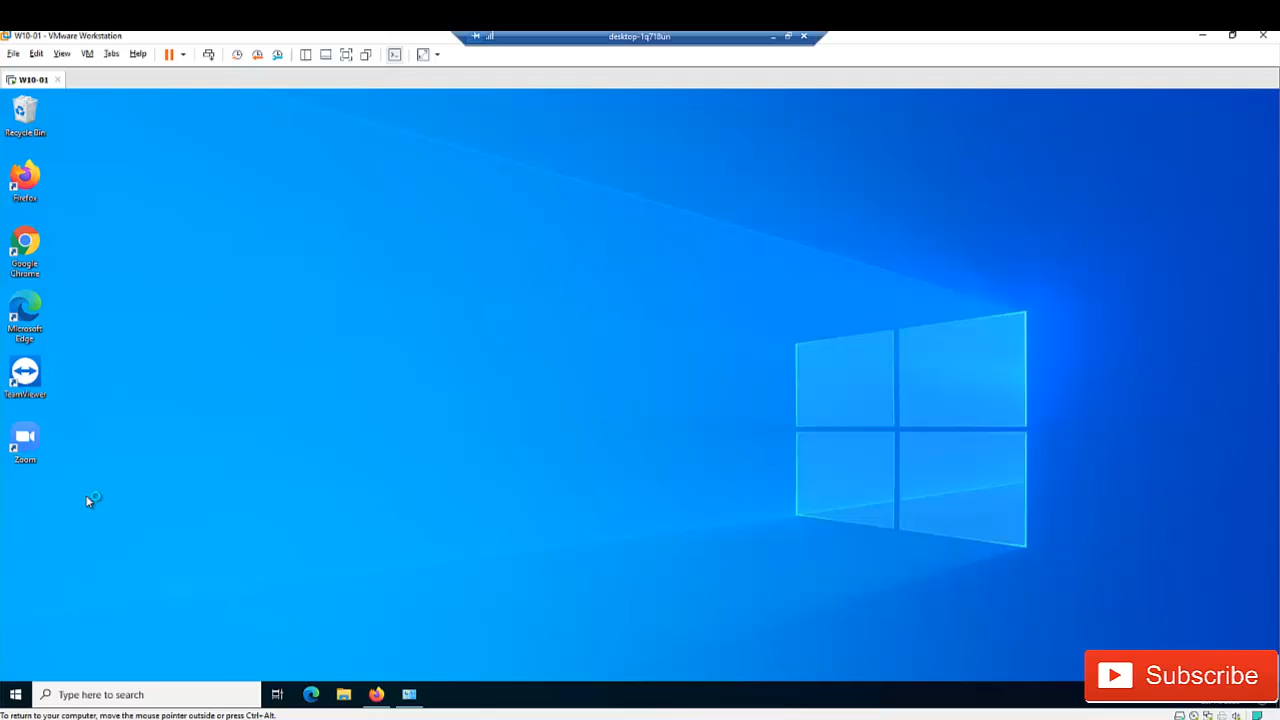 W10-01 - VMware Workstation
desktop-1q718un
File Edit View VM Tabs Help
W10-01
Recycle Bin
Firefox
Google
Chrome
Microsoft
Edge
TeamViewer
Zoom
Subscribe
Type here to search
To return to your computer, move the mouse pointer outside or press Ctrl+Alt.